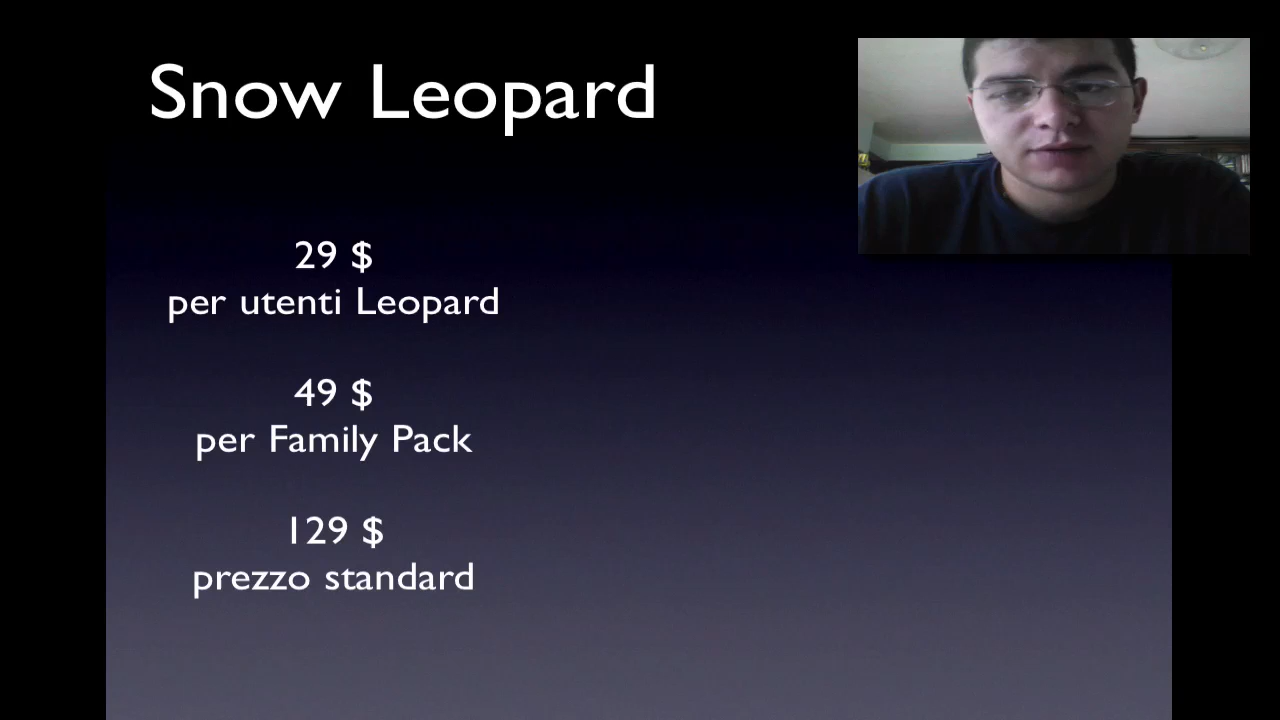 Snow Leopard
29 $
per utenti Leopard
49 $
per Family Pack
129 $
prezzo standard